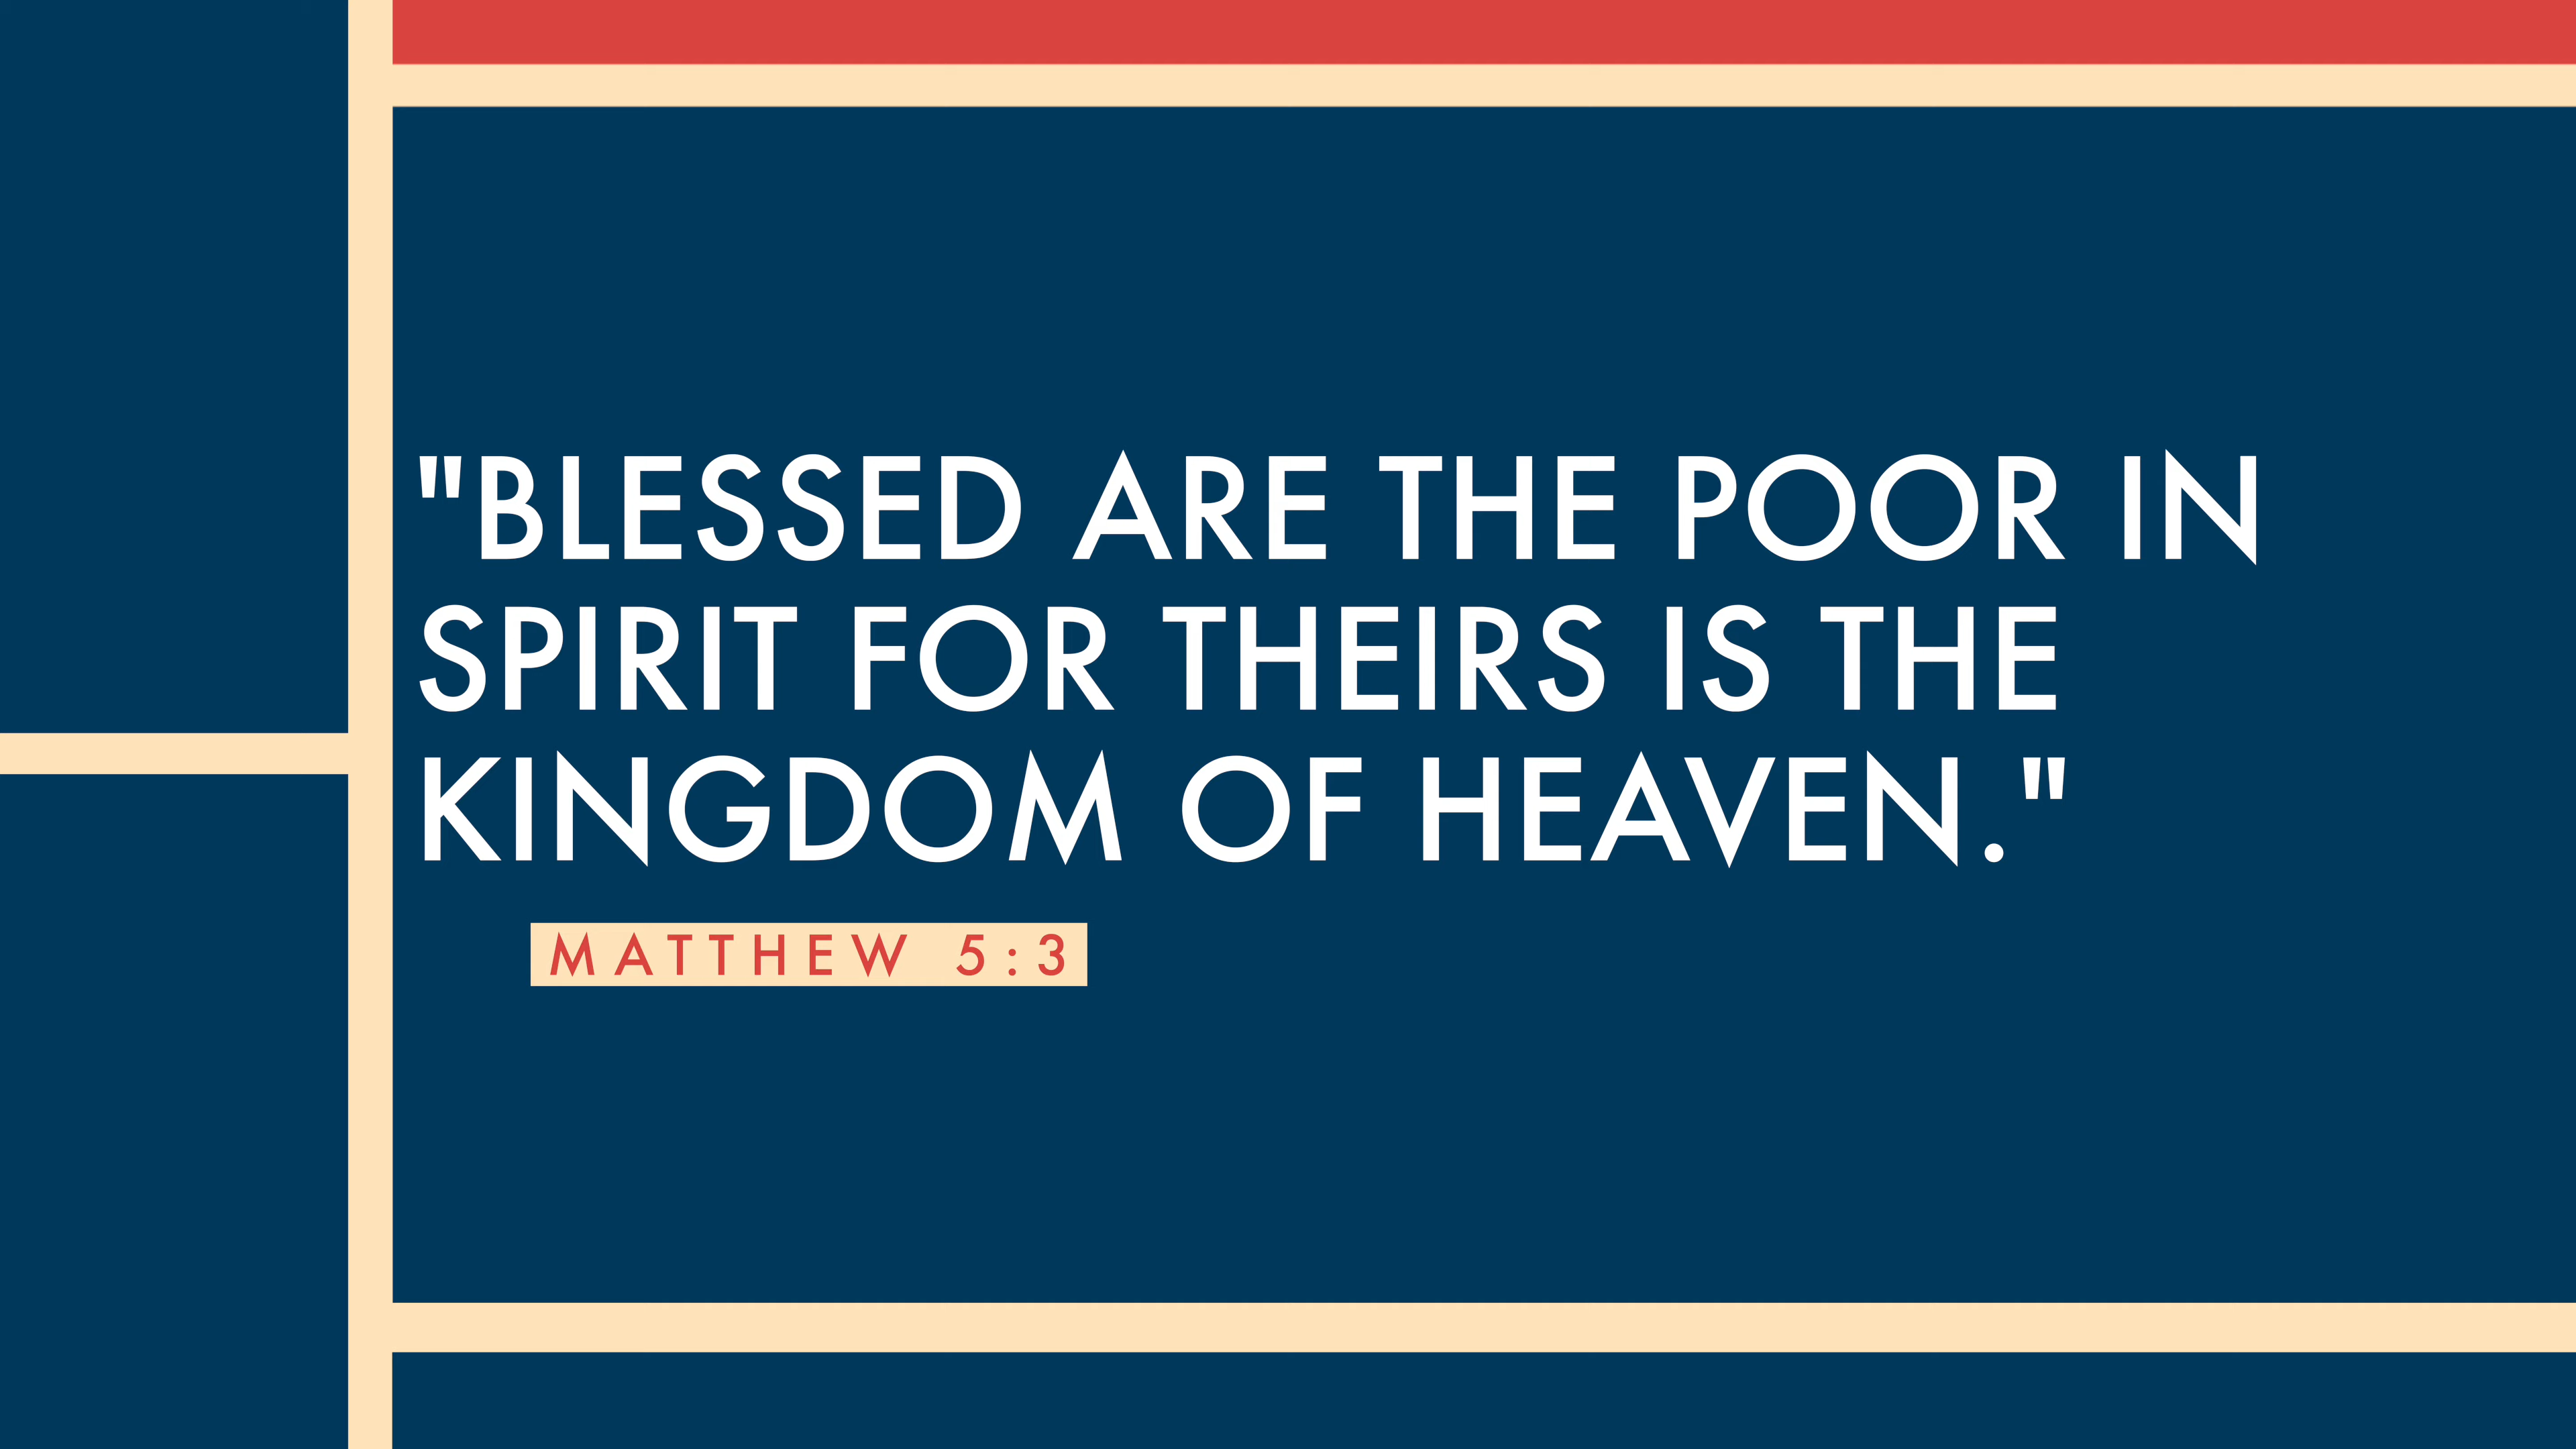 "BLESSED ARE THE POOR IN
SPIRIT FOR THEIRS IS THE
KINGDOM OF HEAVEN."
MATTHEW 5:3